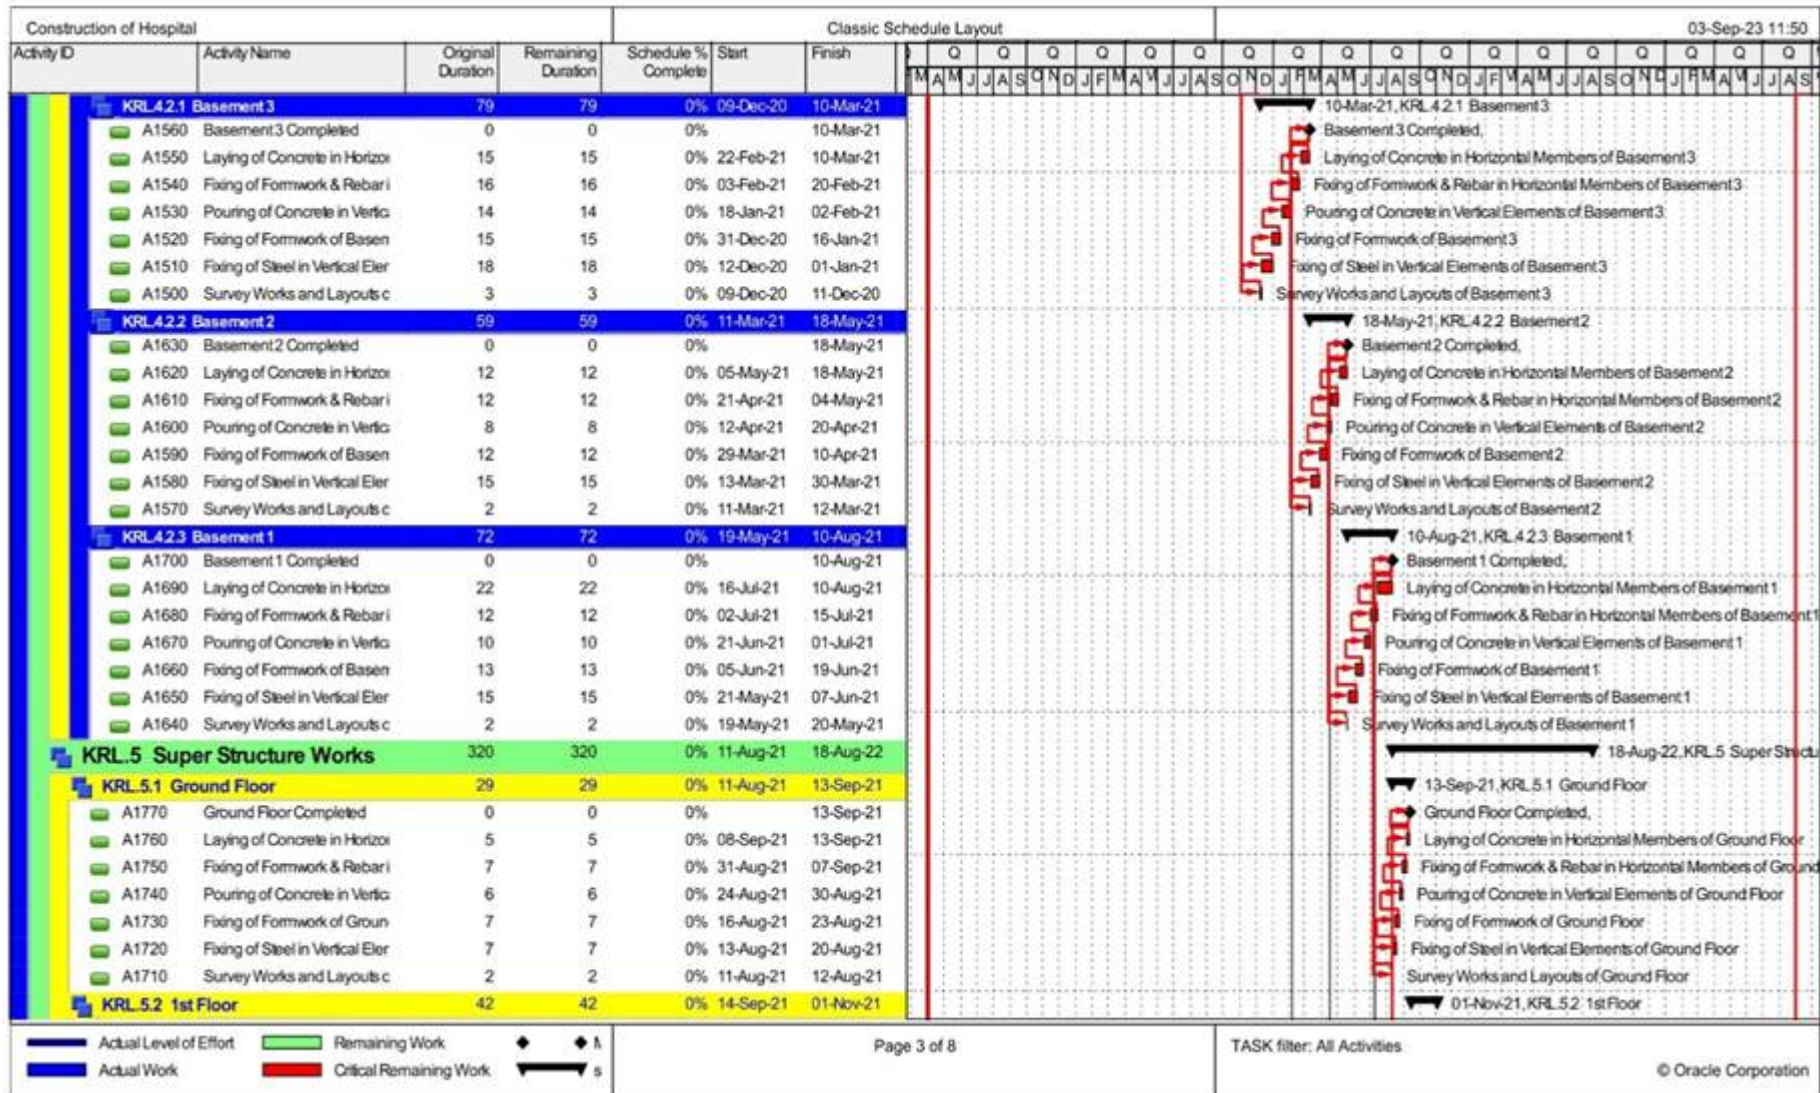 Construction of Hospital Classic Schedule Layout 03-Sep-23 11:50
Activity ID Activity Name Original Duration Remaining Duration Schedule % Complete Start Finish
Q Q Q Q Q Q Q Q Q Q Q Q Q Q Q
KRL.4.2.1 Basement 3 79 79 0% 09-Dec-20 10-Mar-21 10-Mar-21, KRL.4.2.1 Basement 3
A1560 Basement 3 Completed 0 0 0% 10-Mar-21 Basement 3 Completed,
A1550 Laying of Concrete in Horizo 15 15 0% 22-Feb-21 10-Mar-21 Laying of Concrete in Horizontal Members of Basement 3
A1540 Fixing of Formwork & Rebar i 16 16 0% 03-Feb-21 20-Feb-21 Fixing of Formwork & Rebar in Horizontal Members of Basement 3
A1530 Pouring of Concrete in Vertic 14 14 0% 18-Jan-21 02-Feb-21 Pouring of Concrete in Vertical Elements of Basement 3
A1520 Fixing of Formwork of Basem 15 15 0% 31-Dec-20 16-Jan-21 Fixing of Formwork of Basement 3
A1510 Fixing of Steel in Vertical Eler 18 18 0% 12-Dec-20 01-Jan-21 Fixing of Steel in Vertical Elements of Basement 3
A1500 Survey Works and Layouts c 3 3 0% 09-Dec-20 11-Dec-20 Survey Works and Layouts of Basement 3
KRL.4.2.2 Basement 2 59 59 0% 11-Mar-21 18-May-21 18-May-21, KRL.4.2.2 Basement 2
A1630 Basement 2 Completed 0 0 0% 18-May-21 Basement 2 Completed,
A1620 Laying of Concrete in Horizo 12 12 0% 05-May-21 18-May-21 Laying of Concrete in Horizontal Members of Basement 2
A1610 Fixing of Formwork & Rebar i 12 12 0% 21-Apr-21 04-May-21 Fixing of Formwork & Rebar in Horizontal Members of Basement 2
A1600 Pouring of Concrete in Vertic 8 8 0% 12-Apr-21 20-Apr-21 Pouring of Concrete in Vertical Elements of Basement 2
A1590 Fixing of Formwork of Basem 12 12 0% 29-Mar-21 10-Apr-21 Fixing of Formwork of Basement 2
A1580 Fixing of Steel in Vertical Eler 15 15 0% 13-Mar-21 30-Mar-21 Fixing of Steel in Vertical Elements of Basement 2
A1570 Survey Works and Layouts c 2 2 0% 11-Mar-21 12-Mar-21 Survey Works and Layouts of Basement 2
KRL.4.2.3 Basement 1 72 72 0% 19-May-21 10-Aug-21 10-Aug-21, KRL.4.2.3 Basement 1
A1700 Basement 1 Completed 0 0 0% 10-Aug-21 Basement 1 Completed,
A1690 Laying of Concrete in Horizo 22 22 0% 16-Jul-21 10-Aug-21 Laying of Concrete in Horizontal Members of Basement 1
A1680 Fixing of Formwork & Rebar i 12 12 0% 02-Jul-21 15-Jul-21 Fixing of Formwork & Rebar in Horizontal Members of Basement 1
A1670 Pouring of Concrete in Vertic 10 10 0% 21-Jun-21 01-Jul-21 Pouring of Concrete in Vertical Elements of Basement 1
A1660 Fixing of Formwork of Basem 13 13 0% 05-Jun-21 19-Jun-21 Fixing of Formwork of Basement 1
A1650 Fixing of Steel in Vertical Eler 15 15 0% 21-May-21 07-Jun-21 Fixing of Steel in Vertical Elements of Basement 1
A1640 Survey Works and Layouts c 2 2 0% 19-May-21 20-May-21 Survey Works and Layouts of Basement 1
KRL.5 Super Structure Works 320 320 0% 11-Aug-21 18-Aug-22 18-Aug-22, KRL.5 Super Structu
KRL.5.1 Ground Floor 29 29 0% 11-Aug-21 13-Sep-21 13-Sep-21, KRL.5.1 Ground Floor
A1770 Ground Floor Completed 0 0 0% 13-Sep-21 Ground Floor Completed,
A1760 Laying of Concrete in Horizo 5 5 0% 08-Sep-21 13-Sep-21 Laying of Concrete in Horizontal Members of Ground Floor
A1750 Fixing of Formwork & Rebar i 7 7 0% 31-Aug-21 07-Sep-21 Fixing of Formwork & Rebar in Horizontal Members of Ground
A1740 Pouring of Concrete in Vertic 6 6 0% 24-Aug-21 30-Aug-21 Pouring of Concrete in Vertical Elements of Ground Floor
A1730 Fixing of Formwork of Groun 7 7 0% 16-Aug-21 23-Aug-21 Fixing of Formwork of Ground Floor
A1720 Fixing of Steel in Vertical Eler 7 7 0% 13-Aug-21 20-Aug-21 Fixing of Steel in Vertical Elements of Ground Floor
A1710 Survey Works and Layouts c 2 2 0% 11-Aug-21 12-Aug-21 Survey Works and Layouts of Ground Floor
KRL.5.2 1st Floor 42 42 0% 14-Sep-21 01-Nov-21 01-Nov-21, KRL.5.2 1st Floor
Actual Level of Effort Remaining Work Page 3 of 8 TASK filter: All Activities
Actual Work Critical Remaining Work s © Oracle Corporation